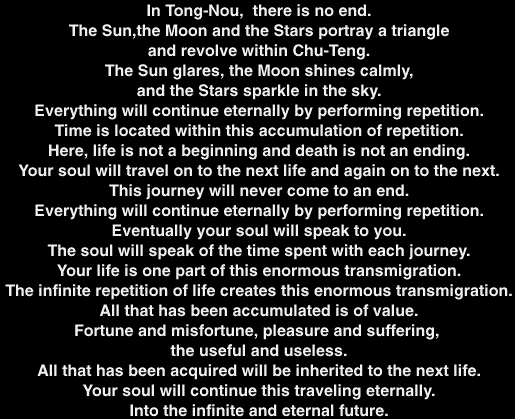 In Tong-Nou,  there is no end.
The Sun,the Moon and the Stars portray a triangle
and revolve within Chu-Teng.
The Sun glares, the Moon shines calmly,
and the Stars sparkle in the sky.
Everything will continue eternally by performing repetition.
Time is located within this accumulation of repetition.
Here, life is not a beginning and death is not an ending.
Your soul will travel on to the next life and again on to the next.
This journey will never come to an end.
Everything will continue eternally by performing repetition.
Eventually your soul will speak to you.
The soul will speak of the time spent with each journey.
Your life is one part of this enormous transmigration.
The infinite repetition of life creates this enormous transmigration.
All that has been accumulated is of value.
Fortune and misfortune, pleasure and suffering,
the useful and useless.
All that has been acquired will be inherited to the next life.
Your soul will continue this traveling eternally.
Into the infinite and eternal future.